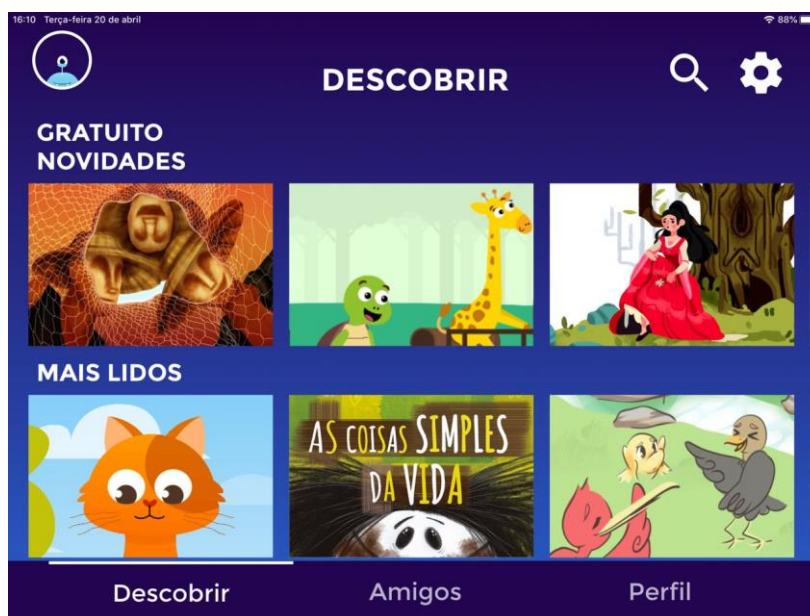 16:10 Terça-feira 20 de abril
88%
DESCOBRIR
GRATUITO
NOVIDADES
MAIS LIDOS
AS COISAS SIMPLES
DA VIDA
Descobrir
Amigos
Perfil